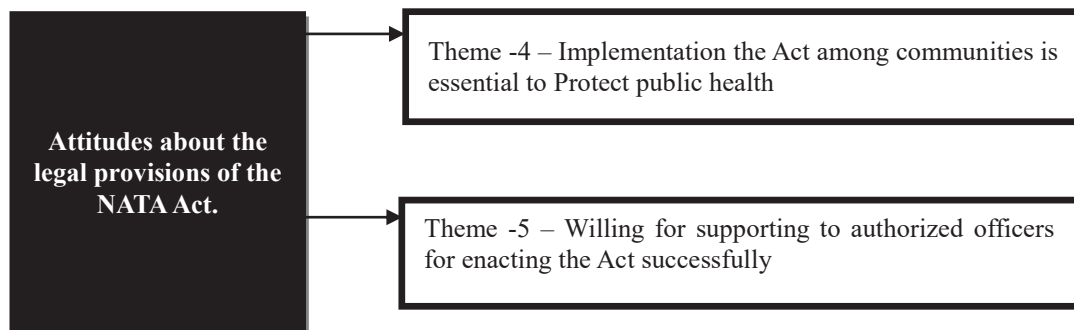 Attitudes about the
legal provisions of the
NATA Act.
Theme -4 – Implementation the Act among communities is
essential to Protect public health
Theme -5 – Willing for supporting to authorized officers
for enacting the Act successfully